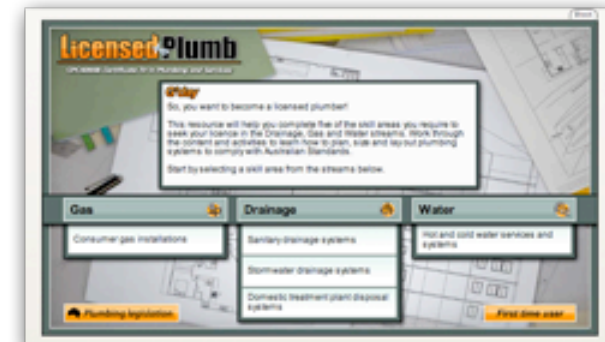 Licensed Plumb
G'day
So, you want to become a licensed plumber!
This resource will help you complete five of the skill areas you require to
seek your licence in the Drainage, Gas and Water streams. Work through
the content and activities to learn how to plan, size and lay out plumbing
systems to comply with Australian Standards.
Start by selecting a skill area from the streams below.
Gas
Drainage
Water
Consumer gas installations
Sanitary drainage systems
Hot and cold water services and
systems
Stormwater drainage systems
Domestic treatment plant disposal
systems
Plumbing legislation
First time user